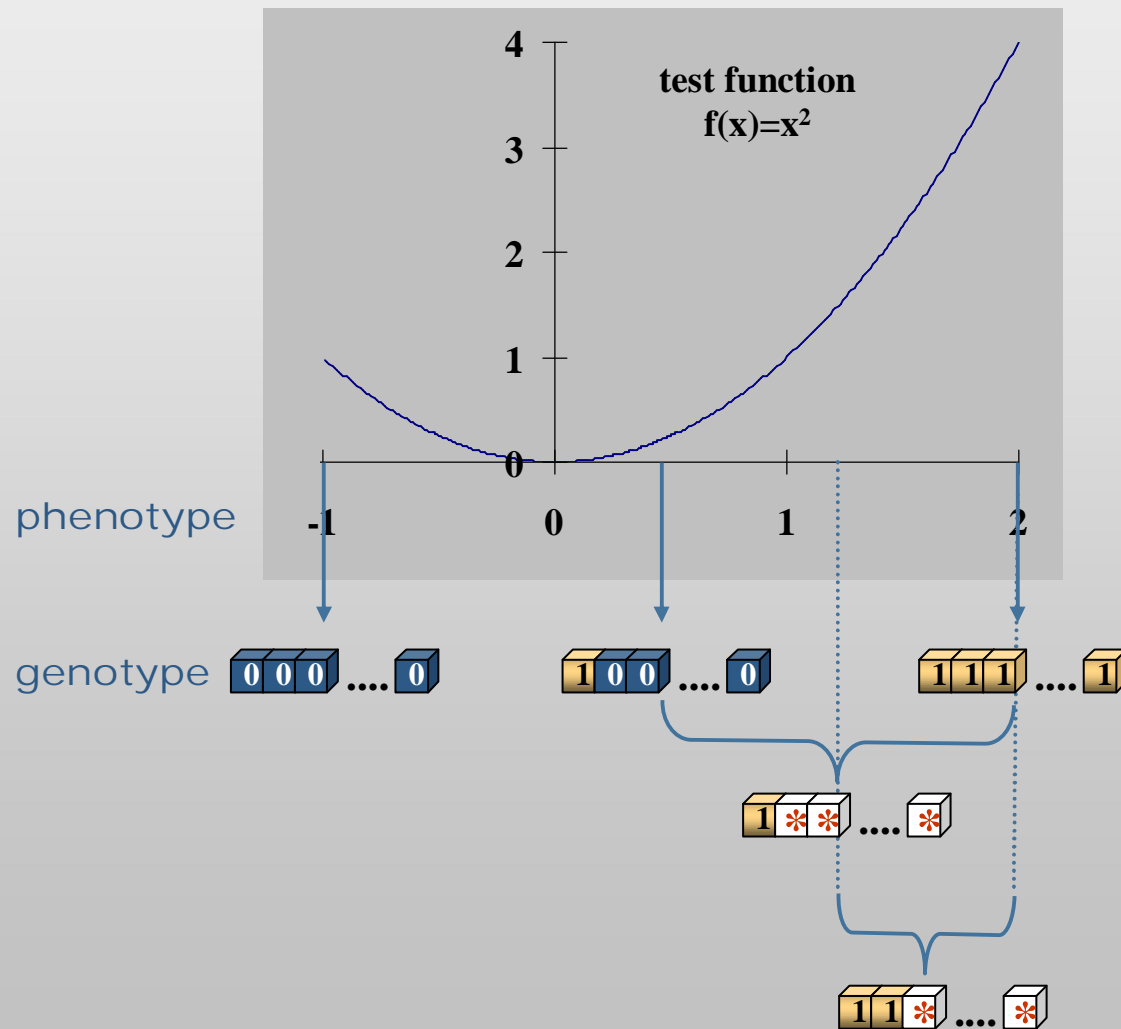 4
test function
f(x)=x²
3
2
1
0
phenotype -1 0 1 2
genotype 0 0 0 .... 0 1 0 0 .... 0 1 1 1 .... 1
1 * * .... *
1 1 * .... *